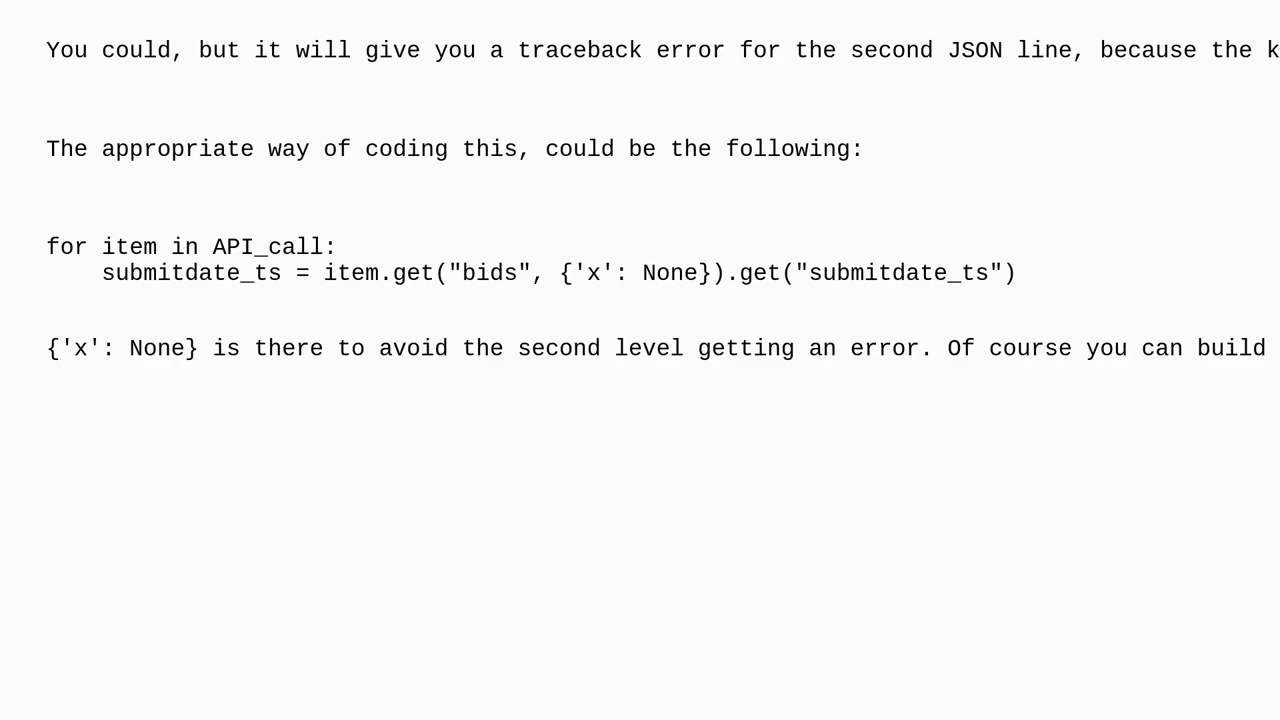 You could, but it will give you a traceback error for the second JSON line, because the
The appropriate way of coding this, could be the following:
for item in API_call:
    submitdate_ts = item.get("bids", {'x': None}).get("submitdate_ts")
{'x': None} is there to avoid the second level getting an error. Of course you can build